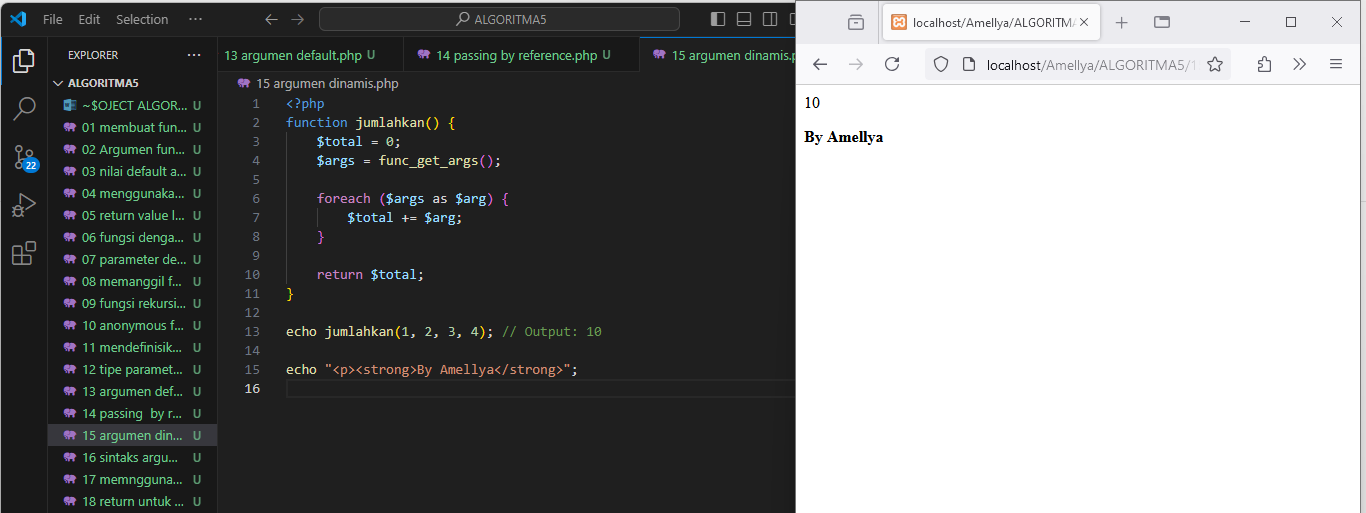 File Edit Selection ··· ALGORITMA5
EXPLORER ···
ALGORITMA5
~$OJECT ALGOR... U
01 membuat fun... U
02 Argumen fun... U
03 nilai default a... U
04 menggunaka... U
05 return value l... U
06 fungsi denga... U
07 parameter de... U
08 memanggil f... U
09 fungsi rekursi... U
10 anonymous f... U
11 mendefinisik... U
12 tipe paramet... U
13 argumen def... U
14 passing by r... U
15 argumen din... U
16 sintaks argu... U
17 memngguna... U
18 return untuk ... U
22
13 argumen default.php U 14 passing by reference.php U 15 argumen dinamis.p
15 argumen dinamis.php
1 <?php
2 function jumlahkan() {
3 $total = 0;
4 $args = func_get_args();
5
6 foreach ($args as $arg) {
7 $total += $arg;
8 }
9
10 return $total;
11 }
12
13 echo jumlahkan(1, 2, 3, 4); // Output: 10
14
15 echo "<p><strong>By Amellya</strong>";
16
localhost/Amellya/ALGORITMA
localhost/Amellya/ALGORITMA5/1
10
By Amellya